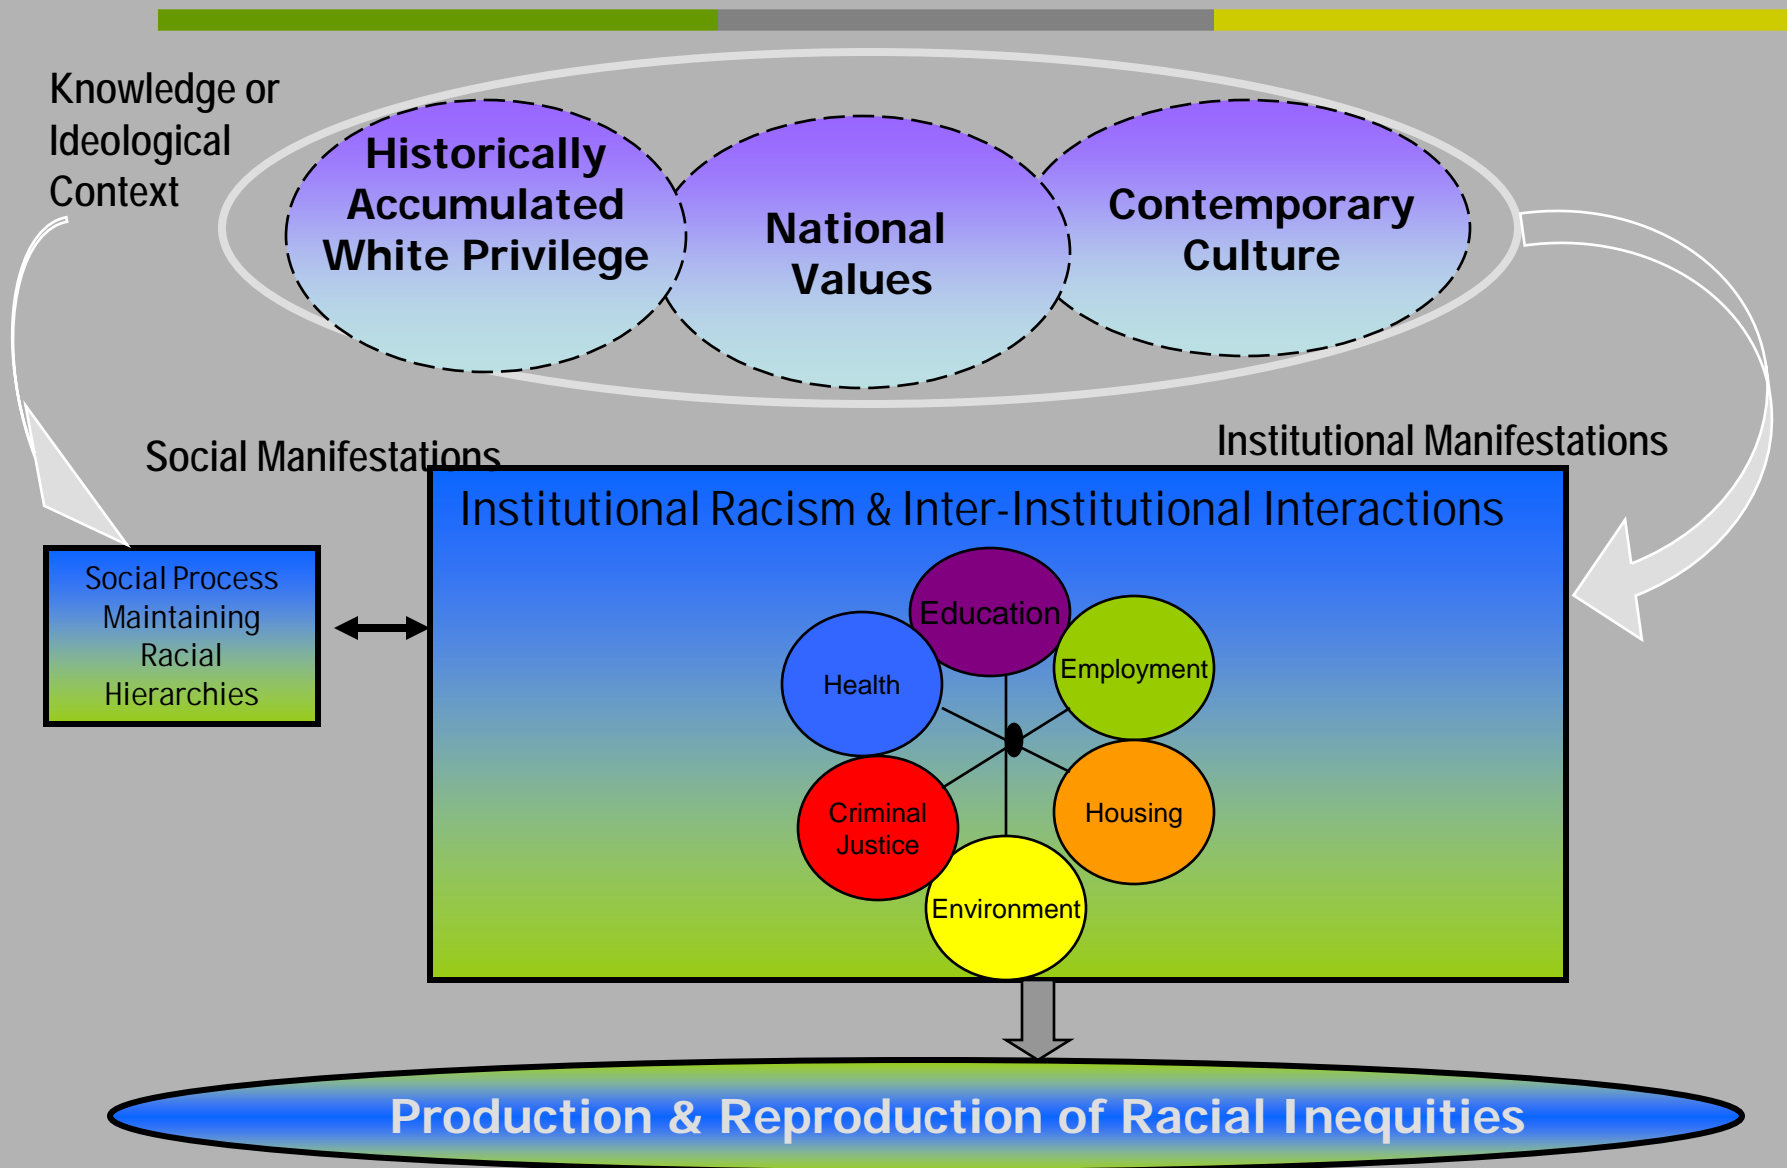 Knowledge or
Ideological
Context
Historically
Accumulated
White Privilege
National
Values
Contemporary
Culture
Social Manifestations
Institutional Manifestations
Institutional Racism & Inter-Institutional Interactions
Social Process
Maintaining
Racial
Hierarchies
Education
Health
Employment
Criminal
Justice
Housing
Environment
Production & Reproduction of Racial Inequities